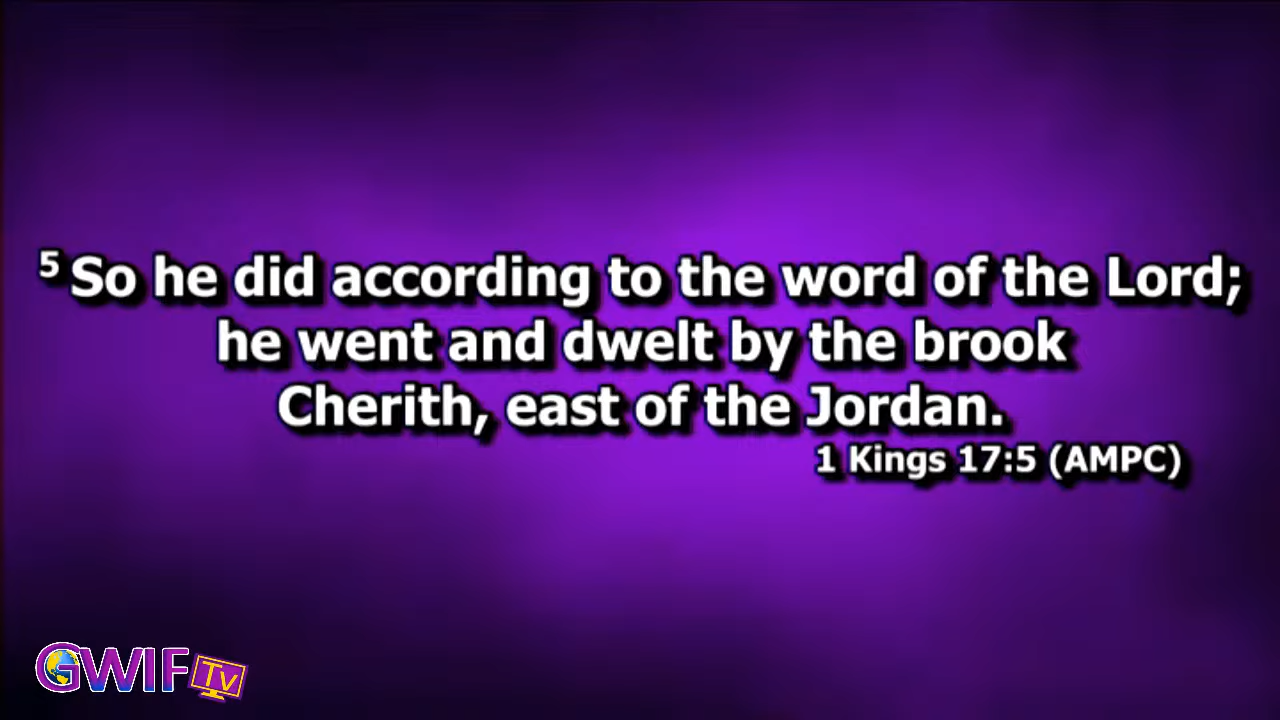 ⁵ So he did according to the word of the Lord;
he went and dwelt by the brook
Cherith, east of the Jordan.
1 Kings 17:5 (AMPC)
GWIF Tv